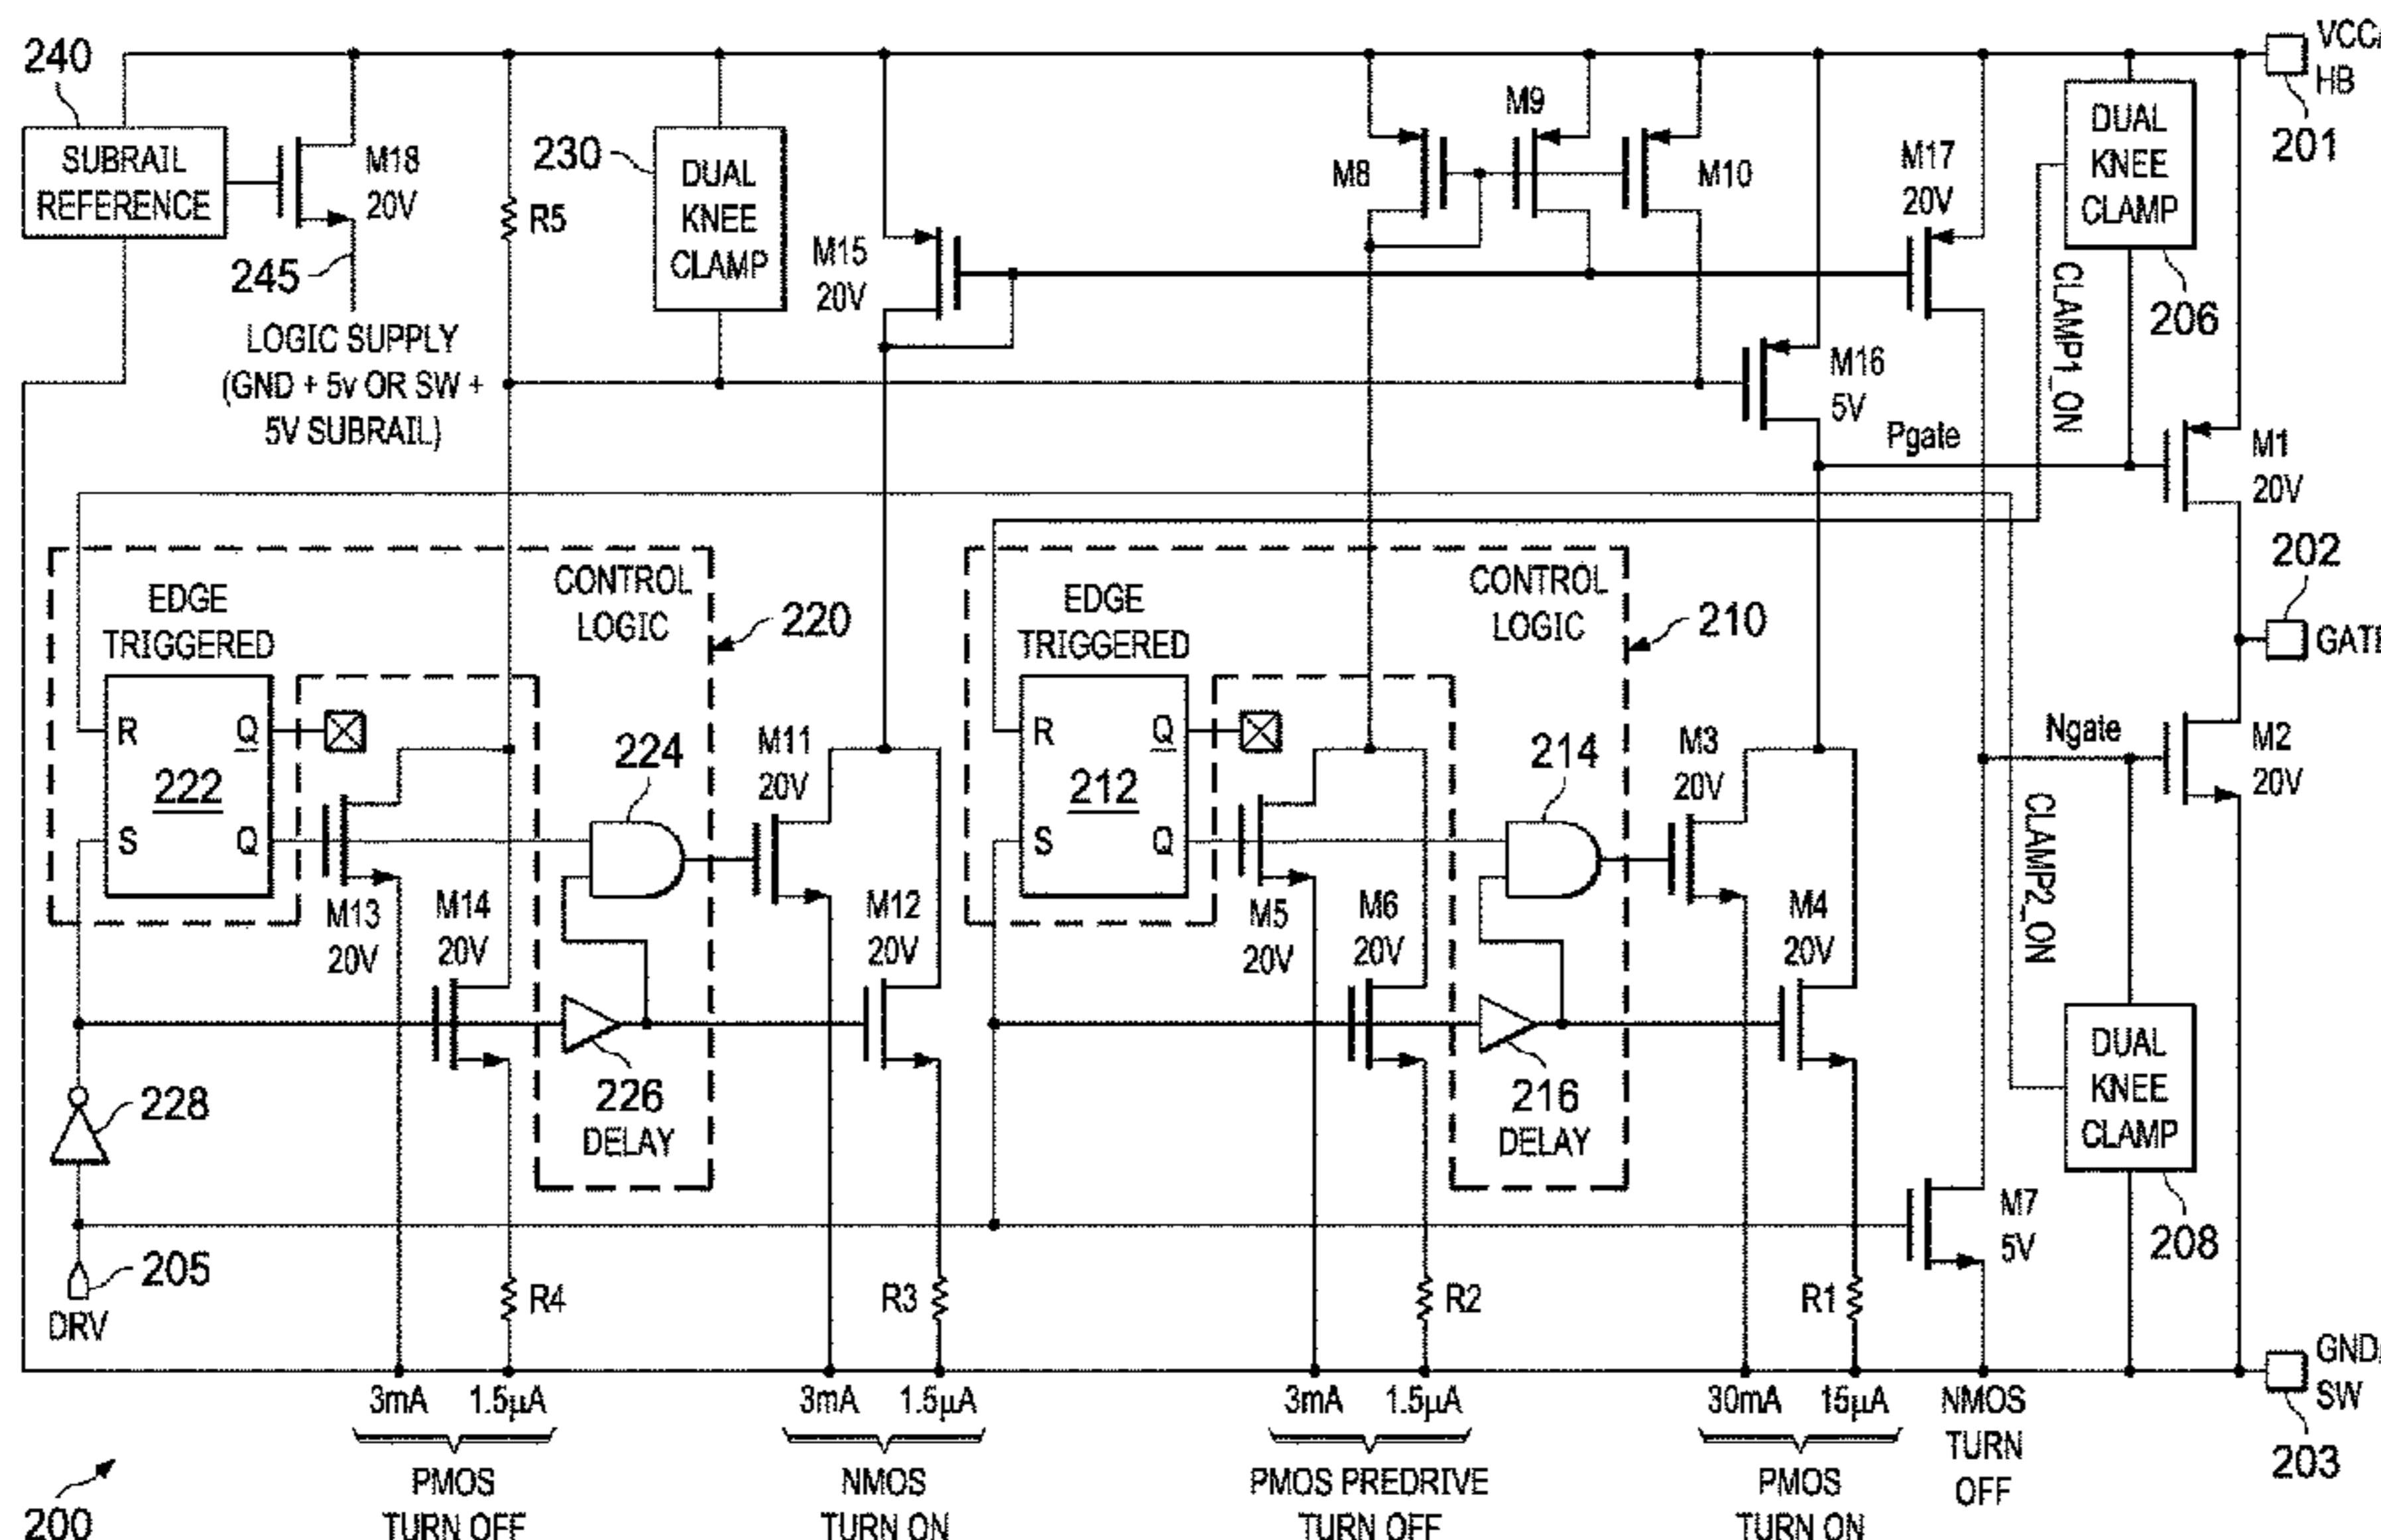 240
SUBRAIL
REFERENCE
M18
20V
245
LOGIC SUPPLY
(GND + 5v OR SW +
5V SUBRAIL)
R5
230
DUAL
KNEE
CLAMP
M15
20V
M8
M9
M10
M17
20V
M16
5V
DUAL
KNEE
CLAMP
206
CLAMP1_ON
VCC/
HB
201
Pgate
M1
20V
202
GATE
Ngate
M2
20V
CLAMP2_ON
DUAL
KNEE
CLAMP
208
CONTROL
LOGIC
220
EDGE
TRIGGERED
R
Q
222
S
Q
M13
20V
M14
20V
224
226
DELAY
M11
20V
M12
20V
CONTROL
LOGIC
210
EDGE
TRIGGERED
R
Q
212
S
Q
M5
20V
M6
20V
214
216
DELAY
M3
20V
M4
20V
M7
5V
228
205
DRV
R4
R3
R2
R1
GND/
SW
203
3mA 1.5µA
PMOS
TURN OFF
3mA 1.5µA
NMOS
TURN ON
3mA 1.5µA
PMOS PREDRIVE
TURN OFF
30mA 15µA
PMOS
TURN ON
NMOS
TURN
OFF
200